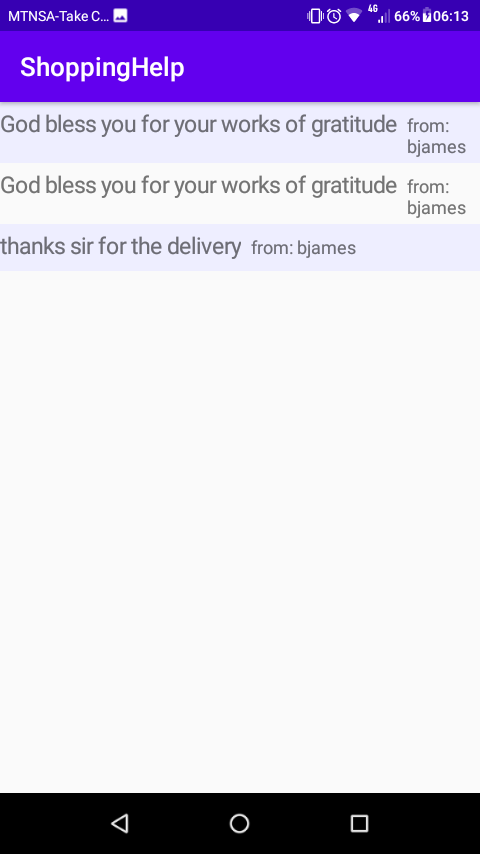 MTNSA-Take C... 4G 66% 06:13
ShoppingHelp
God bless you for your works of gratitude from:
bjames
God bless you for your works of gratitude from:
bjames
thanks sir for the delivery from: bjames